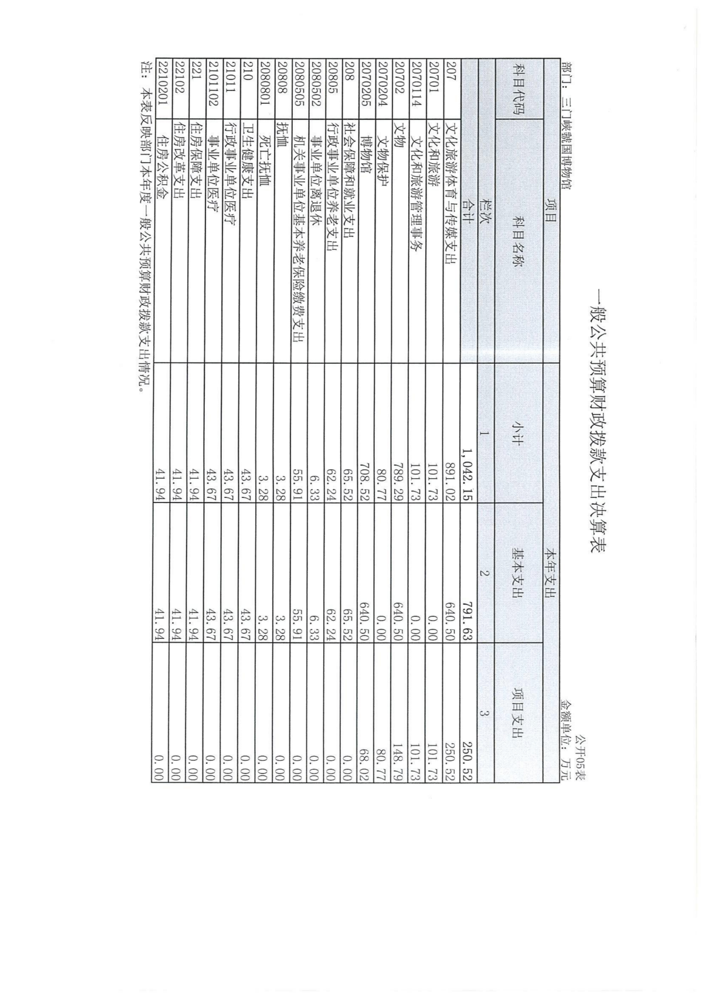 一般公共预算财政拨款支出决算表
公开05表
部门：三门峡虢国博物馆 金额单位：万元
项目 本年支出
科目代码 科目名称 小计 基本支出 项目支出
栏次 1 2 3
合计 1,042.15 791.63 250.52
207 文化旅游体育与传媒支出 891.02 640.50 250.52
20701 文化和旅游 101.73 0.00 101.73
2070114 文化和旅游管理事务 101.73 0.00 101.73
20702 文物 789.29 640.50 148.79
2070204 文物保护 80.77 0.00 80.77
2070205 博物馆 708.52 640.50 68.02
208 社会保障和就业支出 65.52 65.52 0.00
20805 行政事业单位养老支出 62.24 62.24 0.00
2080502 事业单位离退休 6.33 6.33 0.00
2080505 机关事业单位基本养老保险缴费支出 55.91 55.91 0.00
20808 抚恤 3.28 3.28 0.00
2080801 死亡抚恤 3.28 3.28 0.00
210 卫生健康支出 43.67 43.67 0.00
21011 行政事业单位医疗 43.67 43.67 0.00
2101102 事业单位医疗 43.67 43.67 0.00
221 住房保障支出 41.94 41.94 0.00
22102 住房改革支出 41.94 41.94 0.00
2210201 住房公积金 41.94 41.94 0.00
注：本表反映部门本年度一般公共预算财政拨款支出情况。